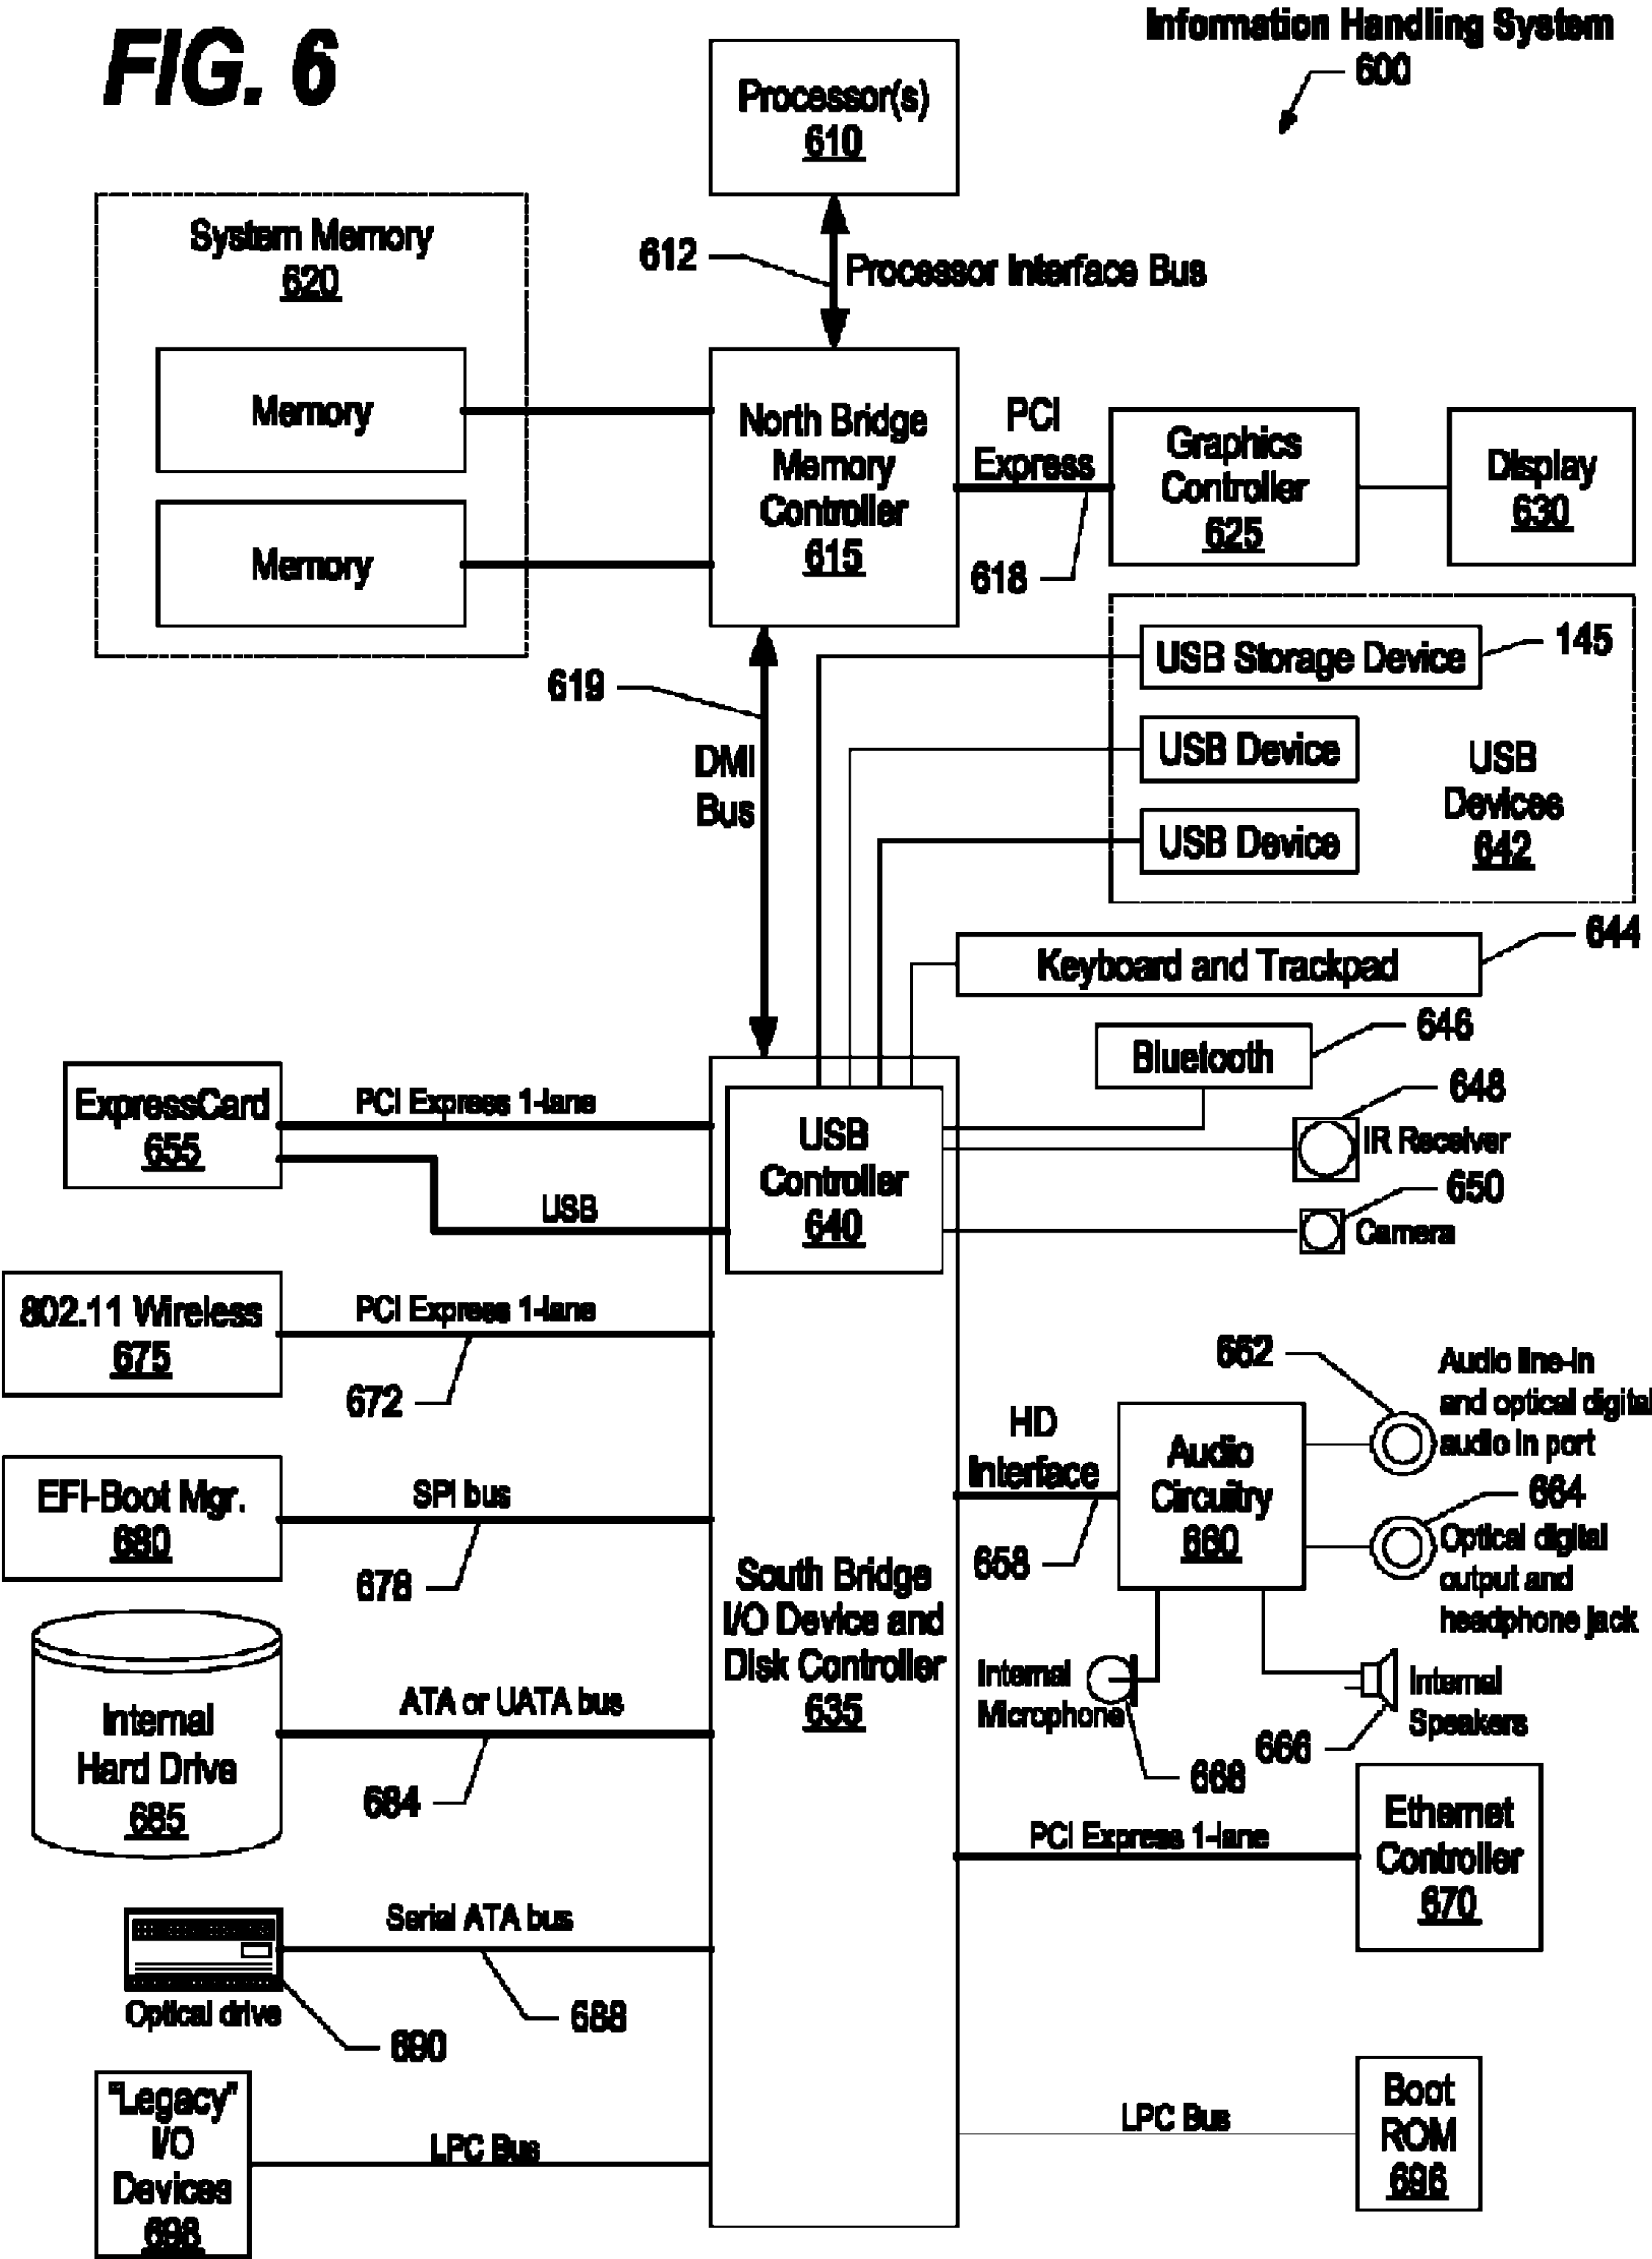 FIG. 6
Information Handling System
600
Processor(s)
610
System Memory
620
612
Processor Interface Bus
Memory
Memory
North Bridge
Memory
Controller
615
PCI
Express
618
Graphics
Controller
625
Display
630
619
DMI
Bus
USB Storage Device
145
USB Device
USB Device
USB
Devices
642
Keyboard and Trackpad
644
Bluetooth
646
648
IR Receiver
650
Camera
ExpressCard
655
PCI Express 1-lane
USB
USB
Controller
640
802.11 Wireless
675
PCI Express 1-lane
672
EFI-Boot Mgr.
680
SPI bus
678
HD
Interface
658
Audio
Circuitry
660
662
Audio line-in
and optical digital
audio in port
664
Optical digital
output and
headphone jack
South Bridge
I/O Device and
Disk Controller
635
Internal
Microphone
668
Internal
Speakers
666
Internal
Hard Drive
685
ATA or UATA bus
684
PCI Express 1-lane
Ethernet
Controller
670
Serial ATA bus
688
Optical drive
690
"Legacy"
I/O
Devices
698
LPC Bus
LPC Bus
Boot
ROM
696